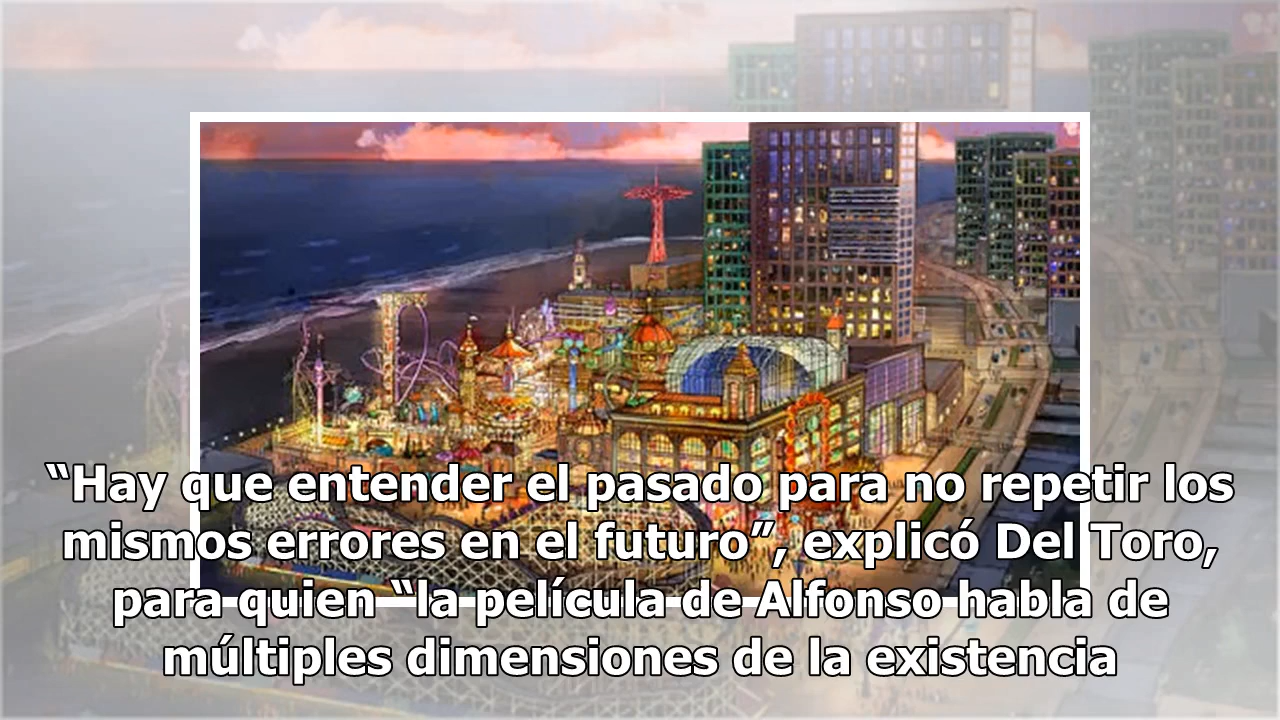 “Hay que entender el pasado para no repetir los
mismos errores en el futuro”, explicó Del Toro,
para quien “la película de Alfonso habla de
múltiples dimensiones de la existencia